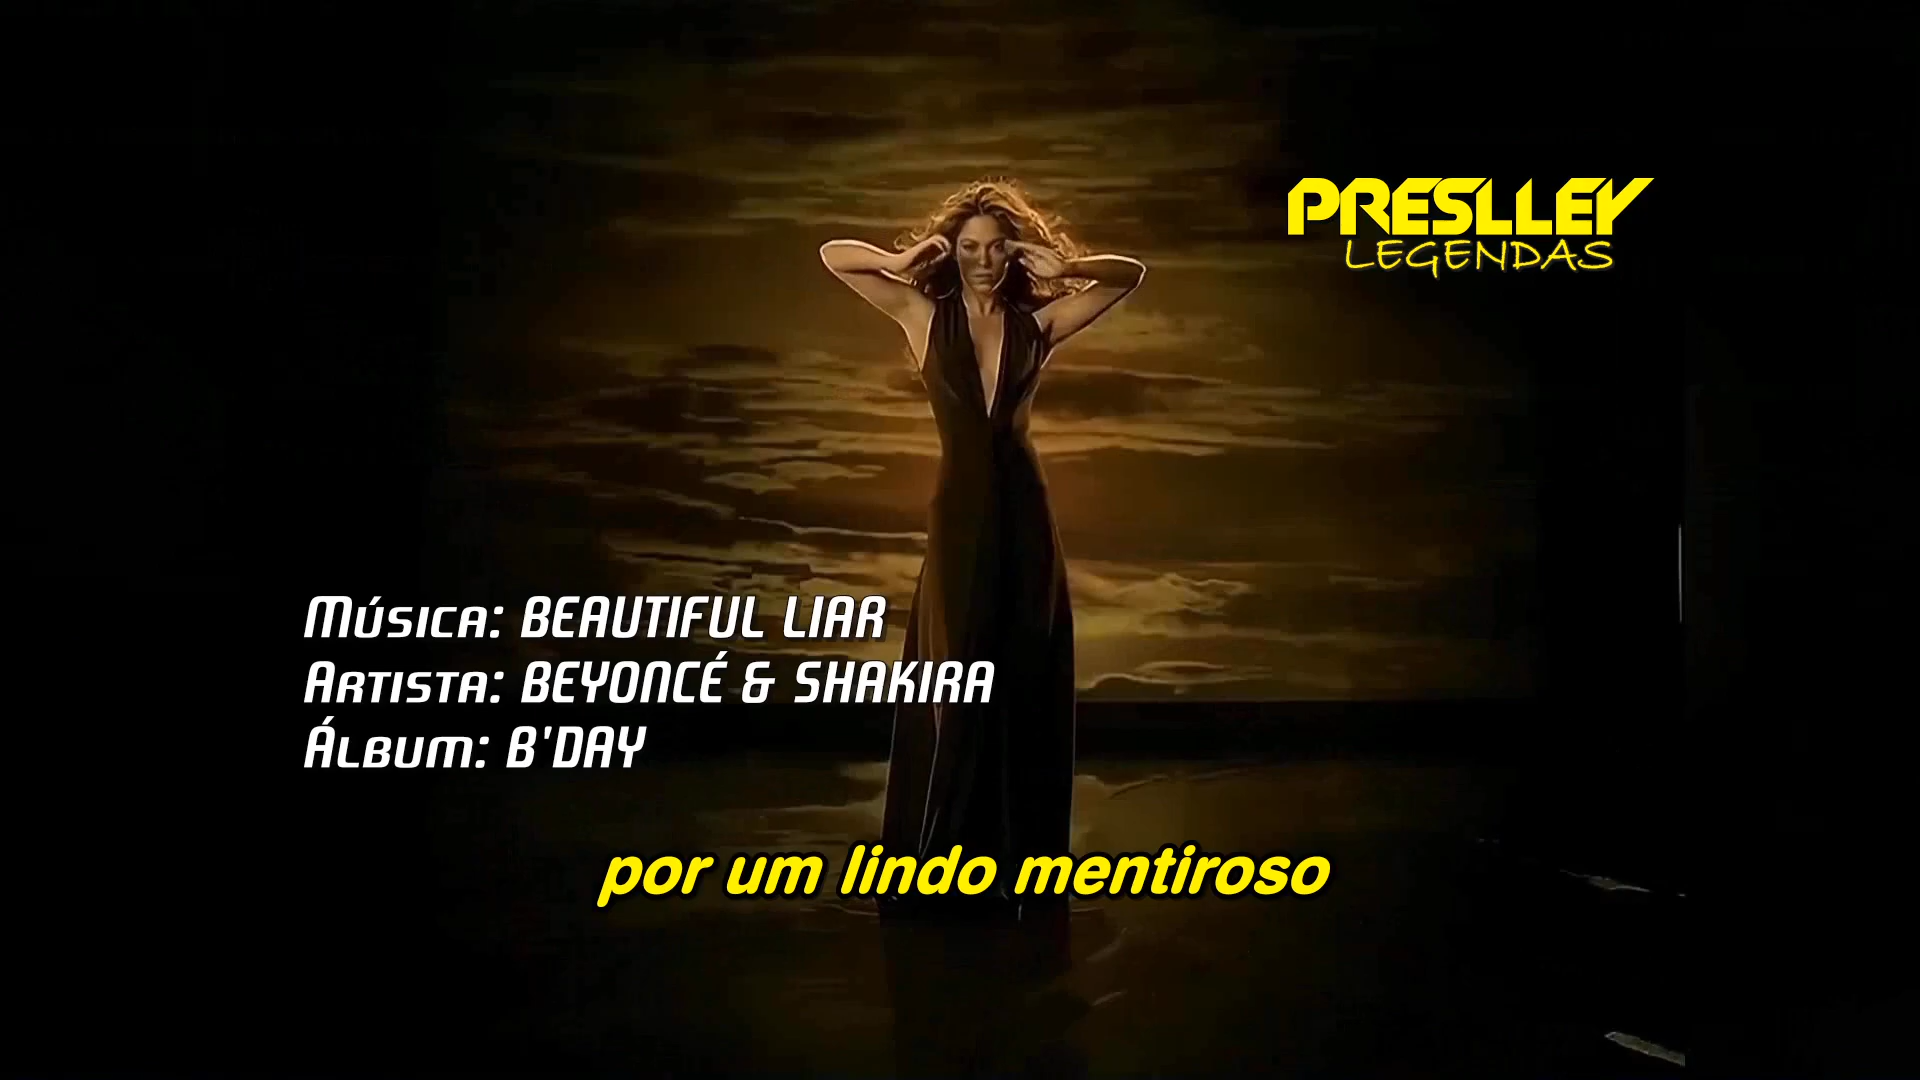 PRESLLEY
LEGENDAS
Música: BEAUTIFUL LIAR
Artista: BEYONCÉ & SHAKIRA
Álbum: B'DAY
por um lindo mentiroso